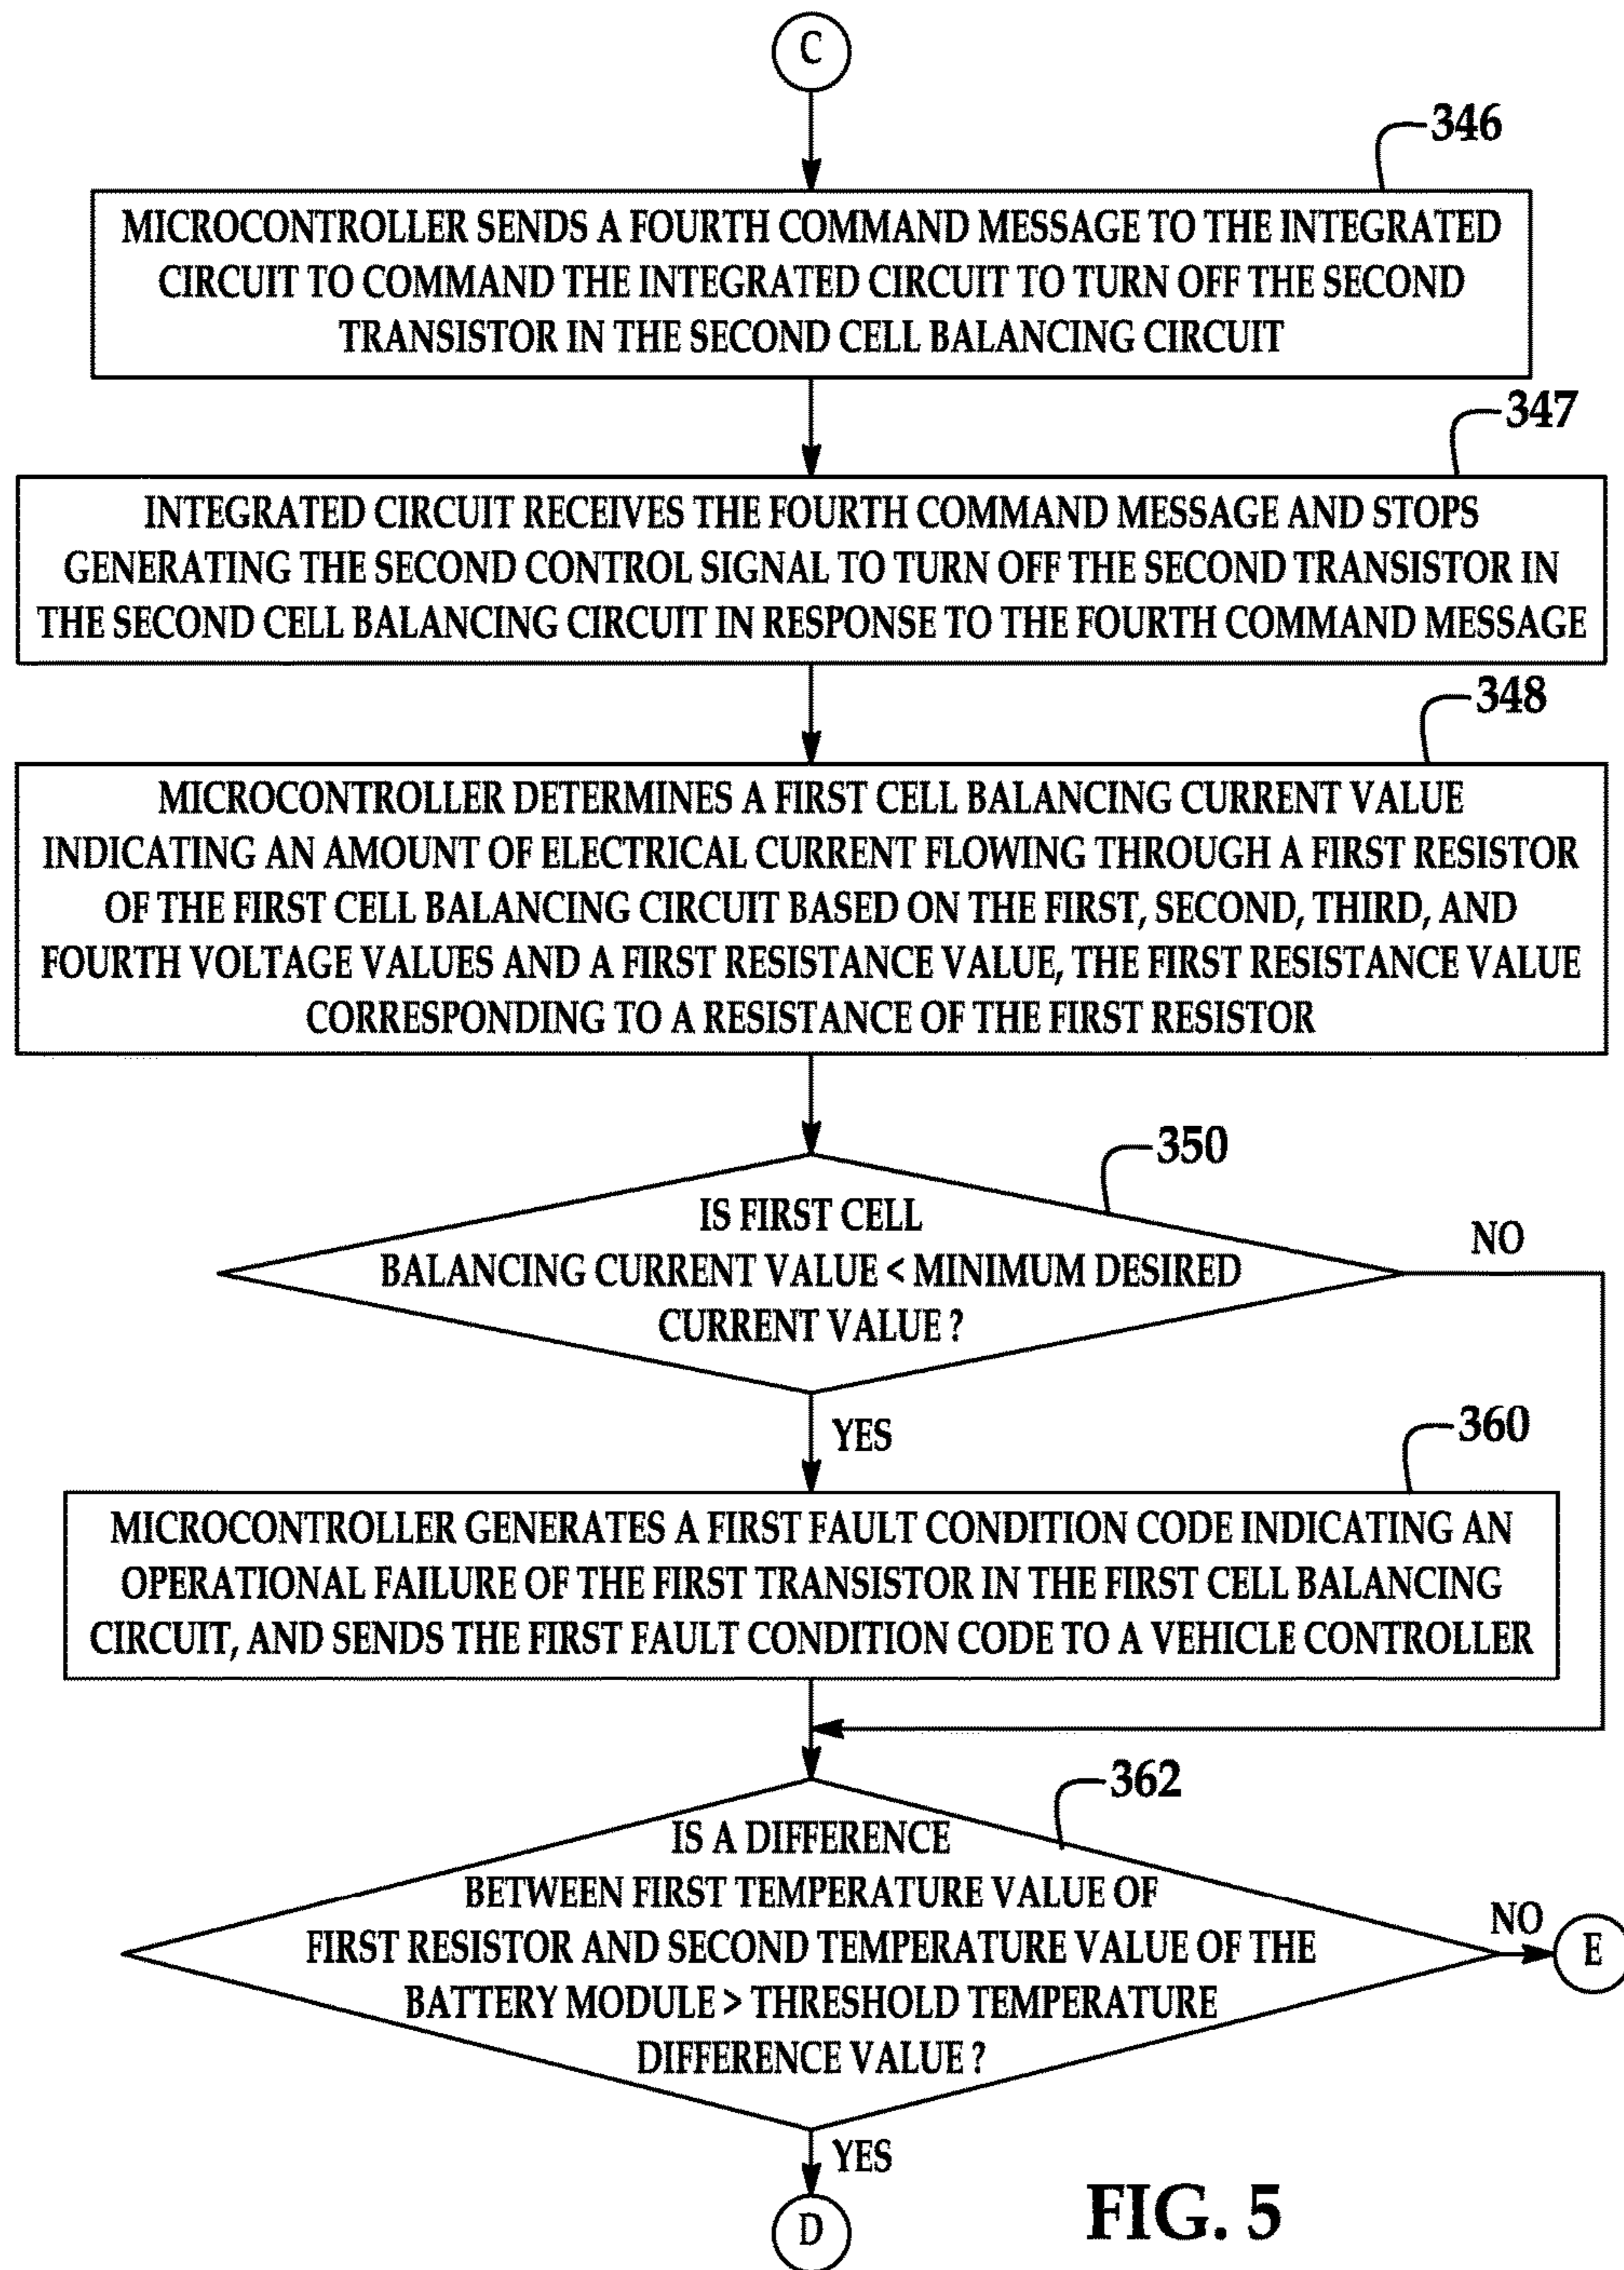 C
346
MICROCONTROLLER SENDS A FOURTH COMMAND MESSAGE TO THE INTEGRATED
CIRCUIT TO COMMAND THE INTEGRATED CIRCUIT TO TURN OFF THE SECOND
TRANSISTOR IN THE SECOND CELL BALANCING CIRCUIT
347
INTEGRATED CIRCUIT RECEIVES THE FOURTH COMMAND MESSAGE AND STOPS
GENERATING THE SECOND CONTROL SIGNAL TO TURN OFF THE SECOND TRANSISTOR IN
THE SECOND CELL BALANCING CIRCUIT IN RESPONSE TO THE FOURTH COMMAND MESSAGE
348
MICROCONTROLLER DETERMINES A FIRST CELL BALANCING CURRENT VALUE
INDICATING AN AMOUNT OF ELECTRICAL CURRENT FLOWING THROUGH A FIRST RESISTOR
OF THE FIRST CELL BALANCING CIRCUIT BASED ON THE FIRST, SECOND, THIRD, AND
FOURTH VOLTAGE VALUES AND A FIRST RESISTANCE VALUE, THE FIRST RESISTANCE VALUE
CORRESPONDING TO A RESISTANCE OF THE FIRST RESISTOR
350
IS FIRST CELL
BALANCING CURRENT VALUE < MINIMUM DESIRED
CURRENT VALUE ?
NO
YES
360
MICROCONTROLLER GENERATES A FIRST FAULT CONDITION CODE INDICATING AN
OPERATIONAL FAILURE OF THE FIRST TRANSISTOR IN THE FIRST CELL BALANCING
CIRCUIT, AND SENDS THE FIRST FAULT CONDITION CODE TO A VEHICLE CONTROLLER
362
IS A DIFFERENCE
BETWEEN FIRST TEMPERATURE VALUE OF
FIRST RESISTOR AND SECOND TEMPERATURE VALUE OF THE
BATTERY MODULE > THRESHOLD TEMPERATURE
DIFFERENCE VALUE ?
NO
E
YES
D
FIG. 5